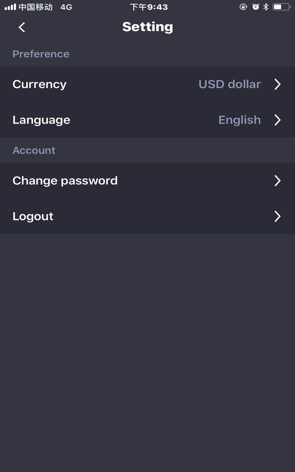 中国移动 4G 下午9:43
Setting
Preference
Currency USD dollar
Language English
Account
Change password
Logout